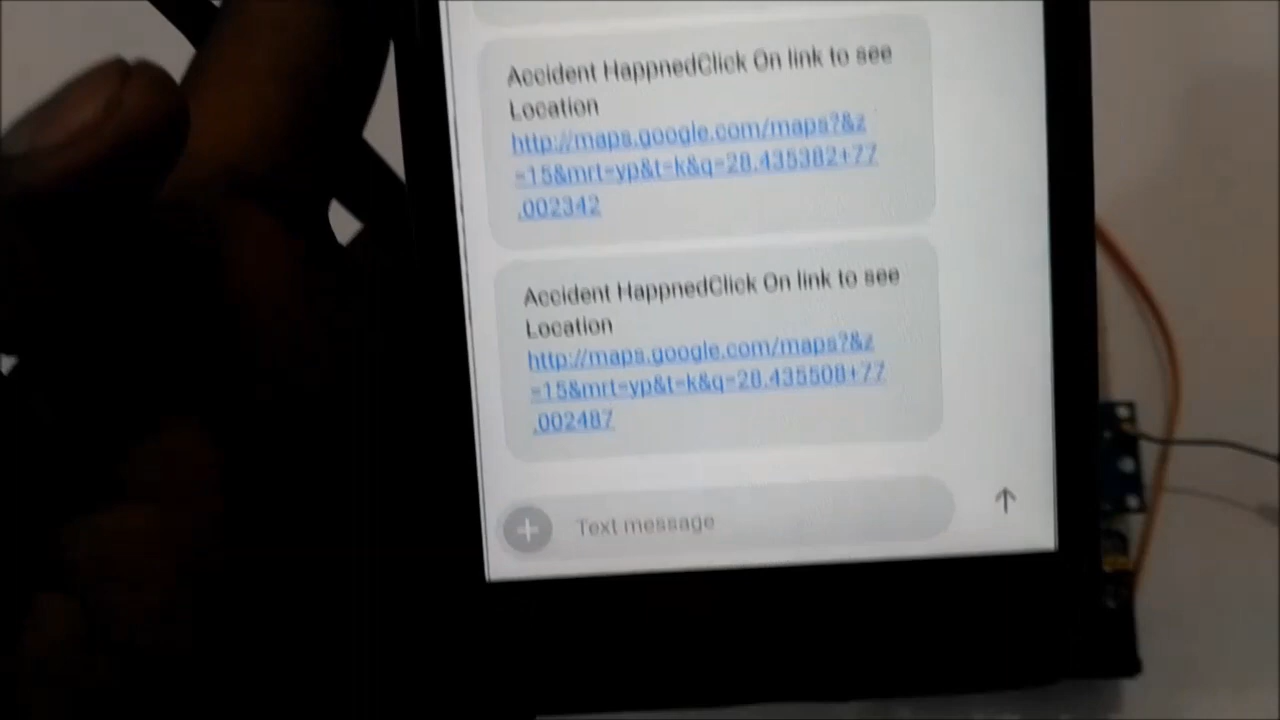 Accident HappnedClick On link to see
Location
http://maps.google.com/maps?&z
=15&mrt=yp&t=k&q=28.435382+77
.002342
Accident HappnedClick On link to see
Location
http://maps.google.com/maps?&z
=15&mrt=yp&t=k&q=28.435508+77
.002487
Text message